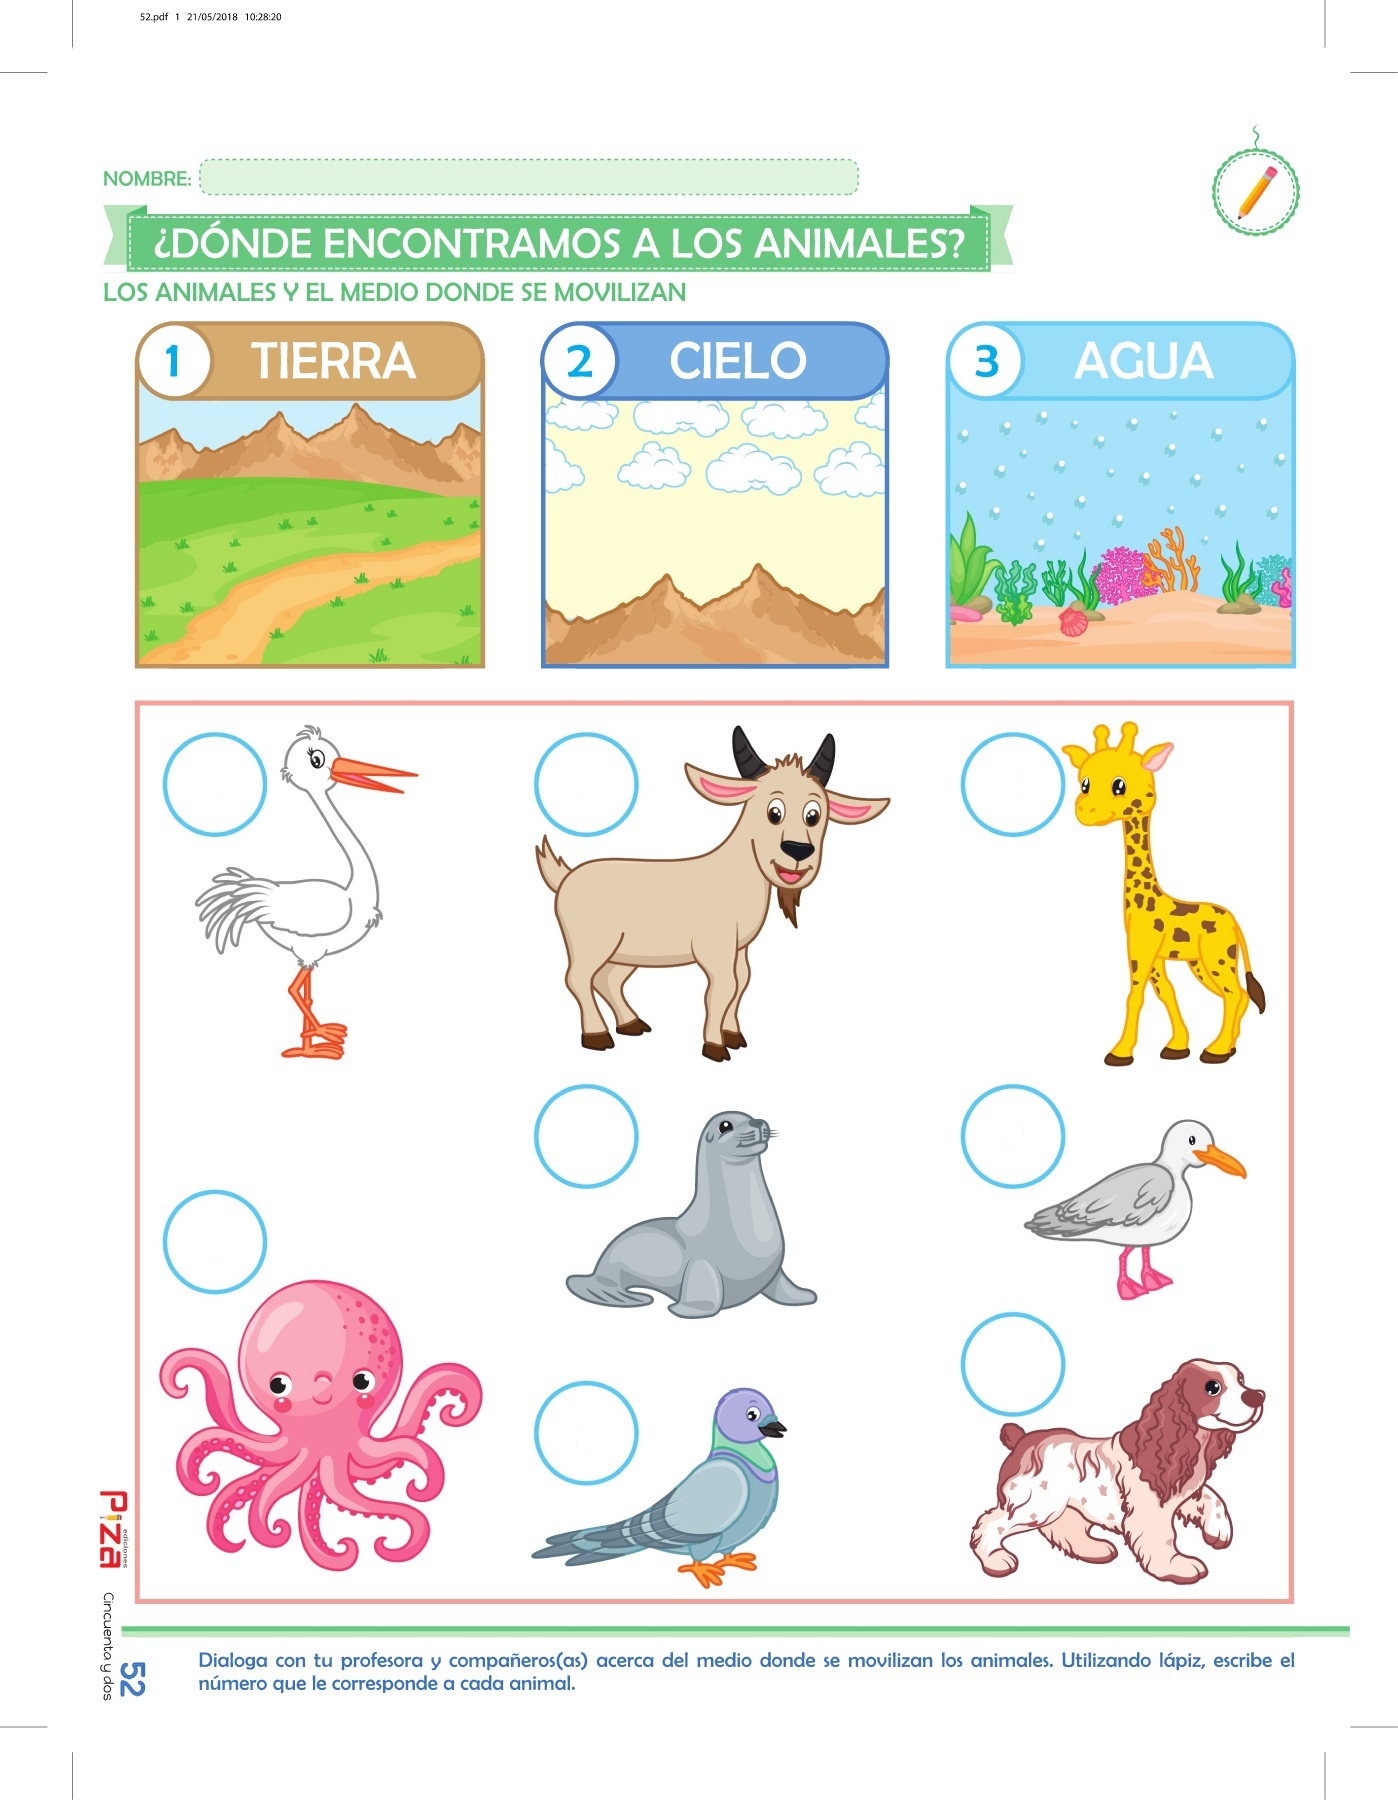 52.pdf 1 21/05/2018 10:28:20
NOMBRE:
¿DÓNDE ENCONTRAMOS A LOS ANIMALES?
LOS ANIMALES Y EL MEDIO DONDE SE MOVILIZAN
1 TIERRA
2 CIELO
3 AGUA
Piza
ediciones
Cincuenta y dos
52
Dialoga con tu profesora y compañeros(as) acerca del medio donde se movilizan los animales. Utilizando lápiz, escribe el
número que le corresponde a cada animal.